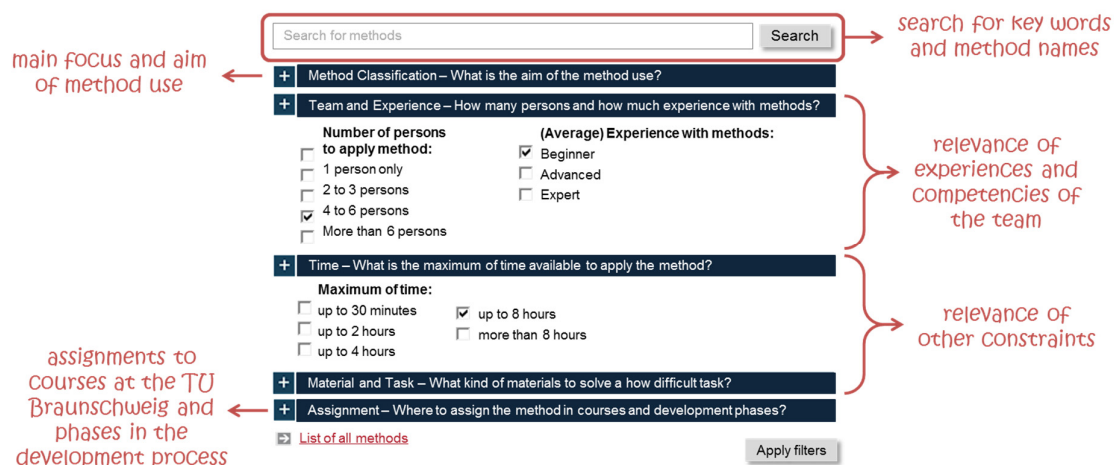 Search for methods
Search
search for key words
and method names
main focus and aim
of method use
+ Method Classification – What is the aim of the method use?
+ Team and Experience – How many persons and how much experience with methods?
Number of persons
to apply method:
1 person only
2 to 3 persons
4 to 6 persons
More than 6 persons
(Average) Experience with methods:
Beginner
Advanced
Expert
relevance of
experiences and
competencies of
the team
+ Time – What is the maximum of time available to apply the method?
Maximum of time:
up to 30 minutes
up to 2 hours
up to 4 hours
up to 8 hours
more than 8 hours
relevance of
other constraints
+ Material and Task – What kind of materials to solve a how difficult task?
+ Assignment – Where to assign the method in courses and development phases?
assignments to
courses at the TU
Braunschweig and
phases in the
development process
List of all methods
Apply filters